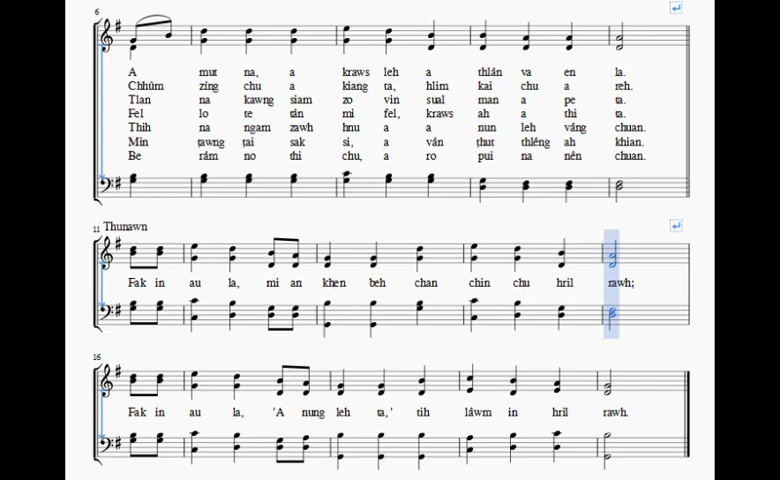 6
A mut na, a kraws leh a thlân va en la.
Chhûm zîng chu a kiang ta, hlim kai chu a reh.
Tlan na kawng siam zo vin sual man a pe ta.
Fel lo te tân mi fel, kraws ah a thi ta.
Thih na ngam zawh hnu a a nun leh vâng chuan.
Min ṭawng ṭai sak si, a vân ṭhut thlêng ah khian.
Be râm no thi chu, a ro pui na nên chuan.
11 Thunawn
Fak in au la, mi an khen beh chan chin chu hril rawh;
16
Fak in au la, 'A nung leh ta,' tih lâwm in hril rawh.